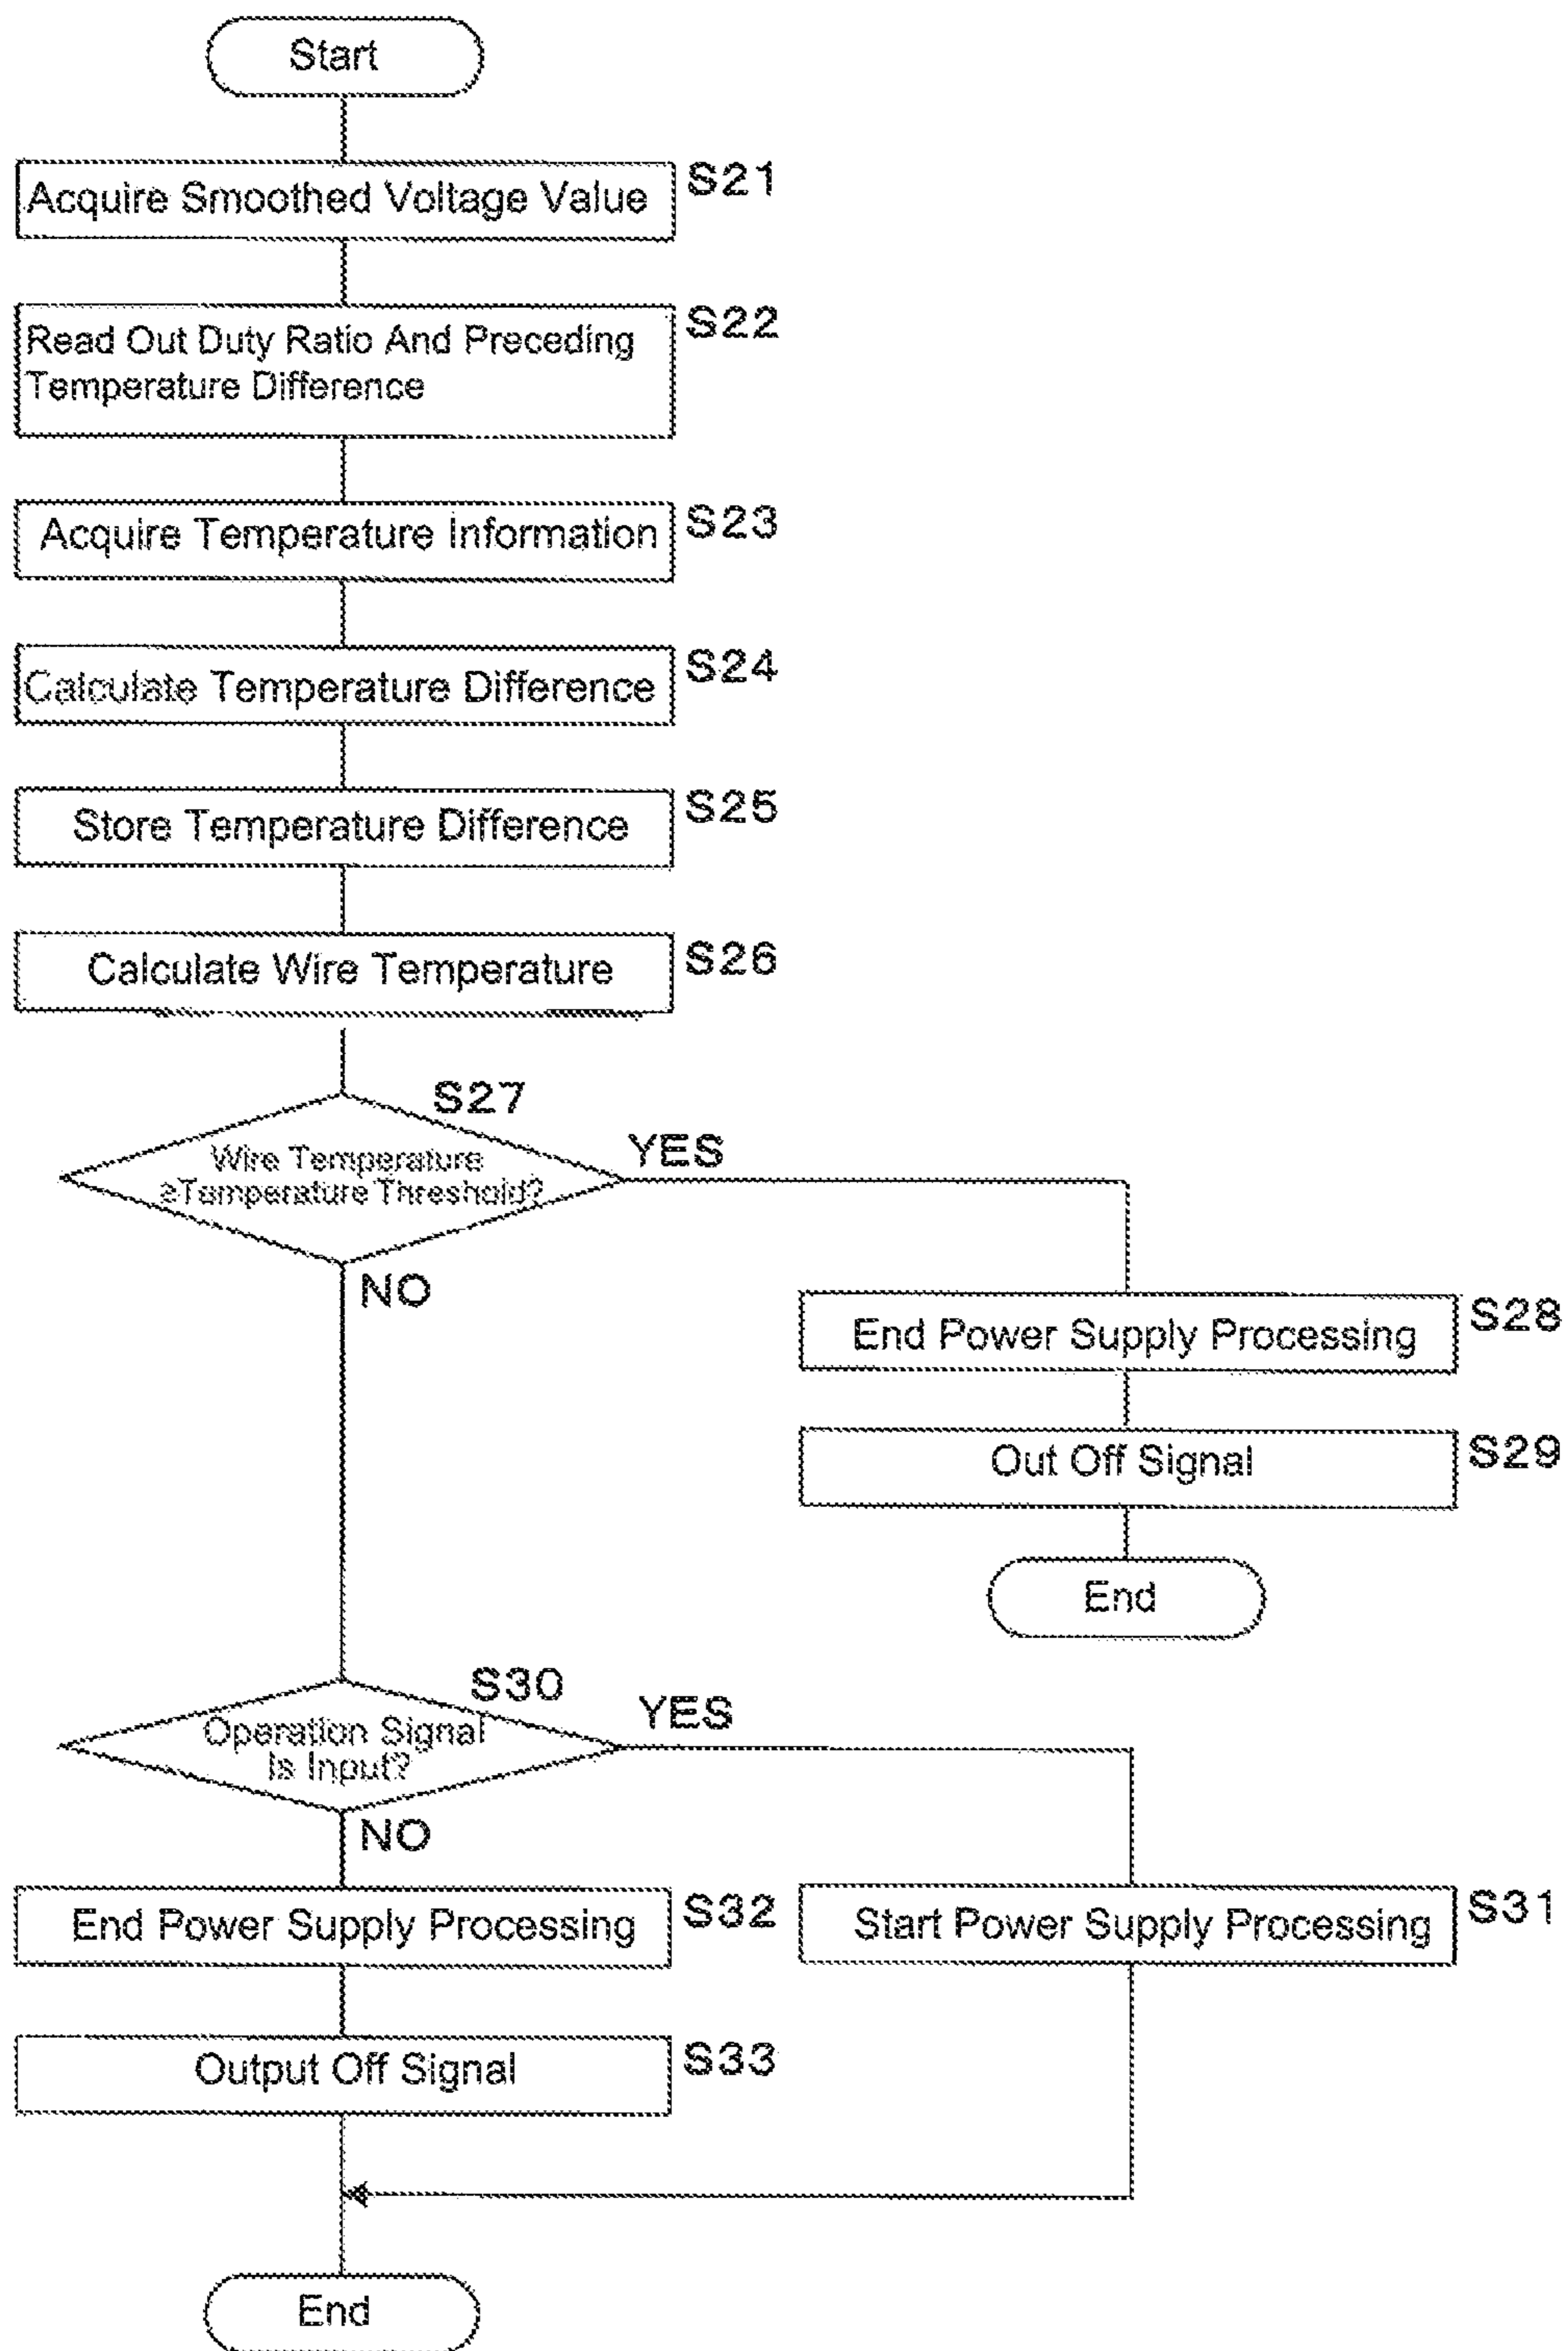 Start
Acquire Smoothed Voltage Value
S21
Read Out Duty Ratio And Preceding
Temperature Difference
S22
Acquire Temperature Information
S23
Calculate Temperature Difference
S24
Store Temperature Difference
S25
Calculate Wire Temperature
S26
S27
Wire Temperature
≥Temperature Threshold?
YES
NO
End Power Supply Processing
S28
Out Off Signal
S29
End
S30
Operation Signal
Is Input?
YES
NO
End Power Supply Processing
S32
Start Power Supply Processing
S31
Output Off Signal
S33
End